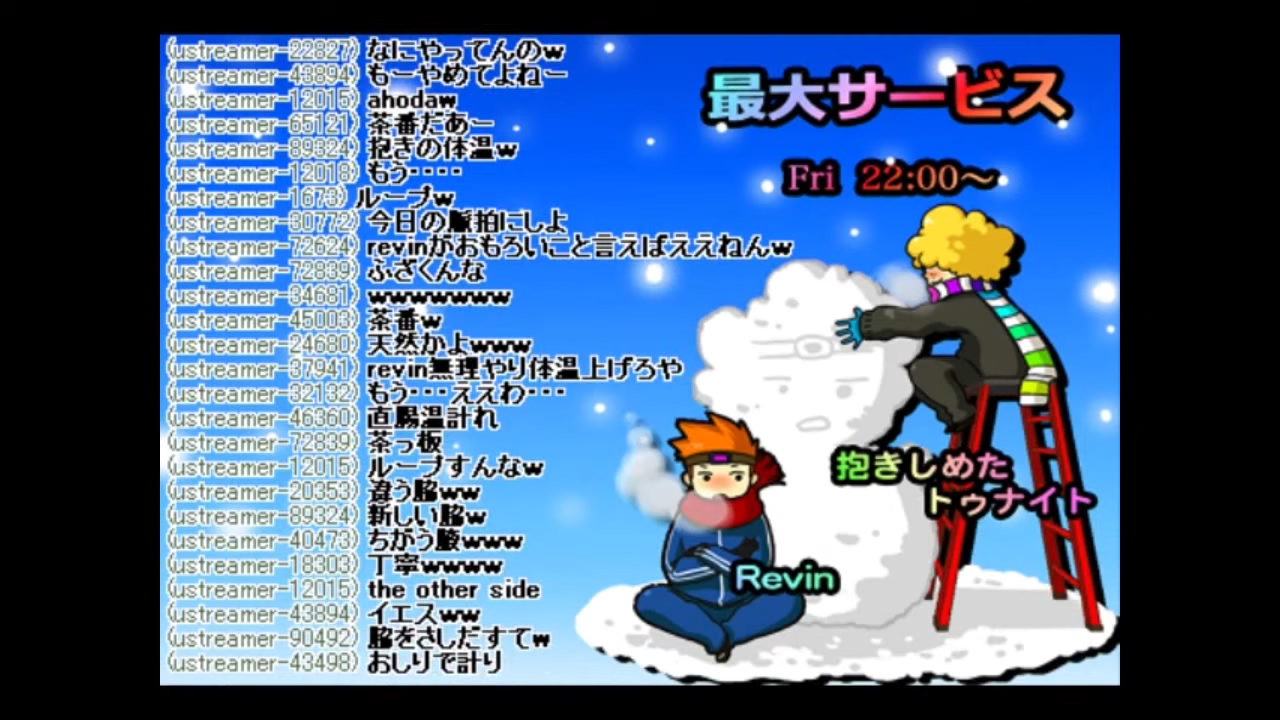 (ustreamer-22827) なにやってんのw
(ustreamer-43894) もーやめてよねー
(ustreamer-12015) ahodaw
(ustreamer-65121) 茶番だあー
(ustreamer-89324) 抱きの体温w
(ustreamer-12018) もう････
(ustreamer-1673) ループw
(ustreamer-30772) 今日の脈拍にしよ
(ustreamer-72624) revinがおもろいこと言えばええねんw
(ustreamer-72839) ふざくんな
(ustreamer-34681) wwwwwww
(ustreamer-45003) 茶番w
(ustreamer-24680) 天然かよwww
(ustreamer-37941) revin無理やり体温上げろや
(ustreamer-32132) もう･･･ええわ･･･
(ustreamer-46360) 直腸温計れ
(ustreamer-72839) 茶っ板
(ustreamer-12015) ループすんなw
(ustreamer-20353) 違う脇ww
(ustreamer-89324) 新しい脇w
(ustreamer-40473) ちがう腋www
(ustreamer-18303) 丁寧wwww
(ustreamer-12015) the other side
(ustreamer-43894) イエスww
(ustreamer-90492) 脇をさしだすてw
(ustreamer-43498) おしりで計り
最大サービス
Fri 22:00〜
抱きしめた
トゥナイト
Revin